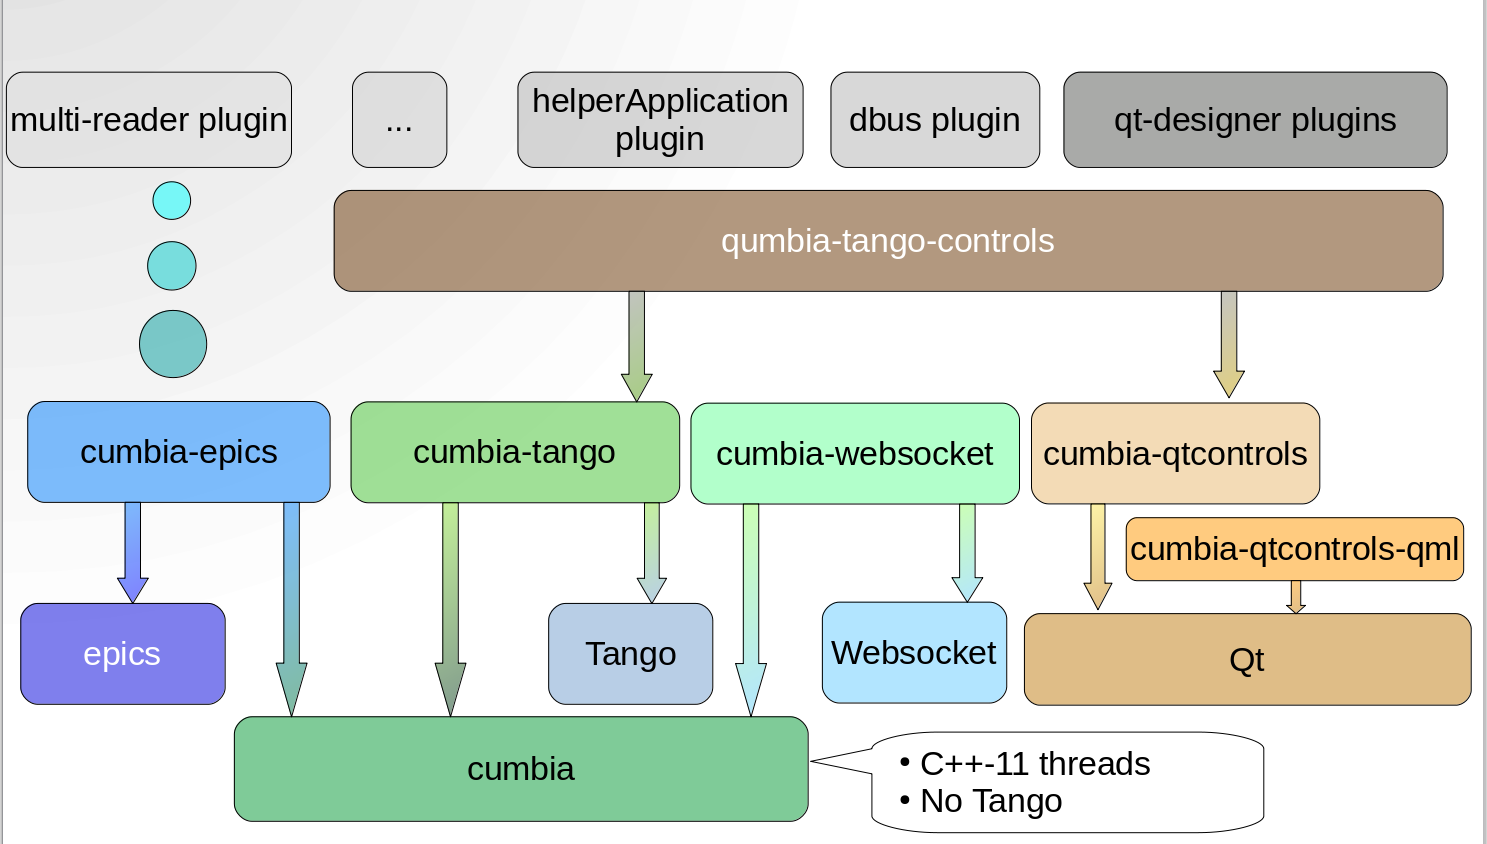 multi-reader plugin
...
helperApplication
plugin
dbus plugin
qt-designer plugins
qumbia-tango-controls
cumbia-epics
cumbia-tango
cumbia-websocket
cumbia-qtcontrols
cumbia-qtcontrols-qml
epics
Tango
Websocket
Qt
cumbia
• C++-11 threads
• No Tango